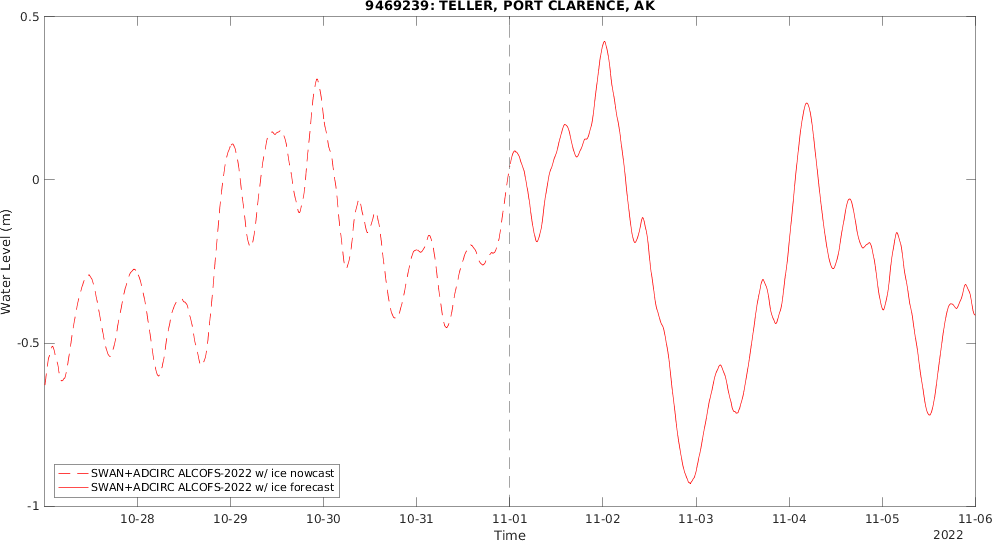 9469239: TELLER, PORT CLARENCE, AK
0.5
0
-0.5
-1
Water Level (m)
SWAN+ADCIRC ALCOFS-2022 w/ ice nowcast
SWAN+ADCIRC ALCOFS-2022 w/ ice forecast
10-28 10-29 10-30 10-31 11-01 11-02 11-03 11-04 11-05 11-06
Time
2022